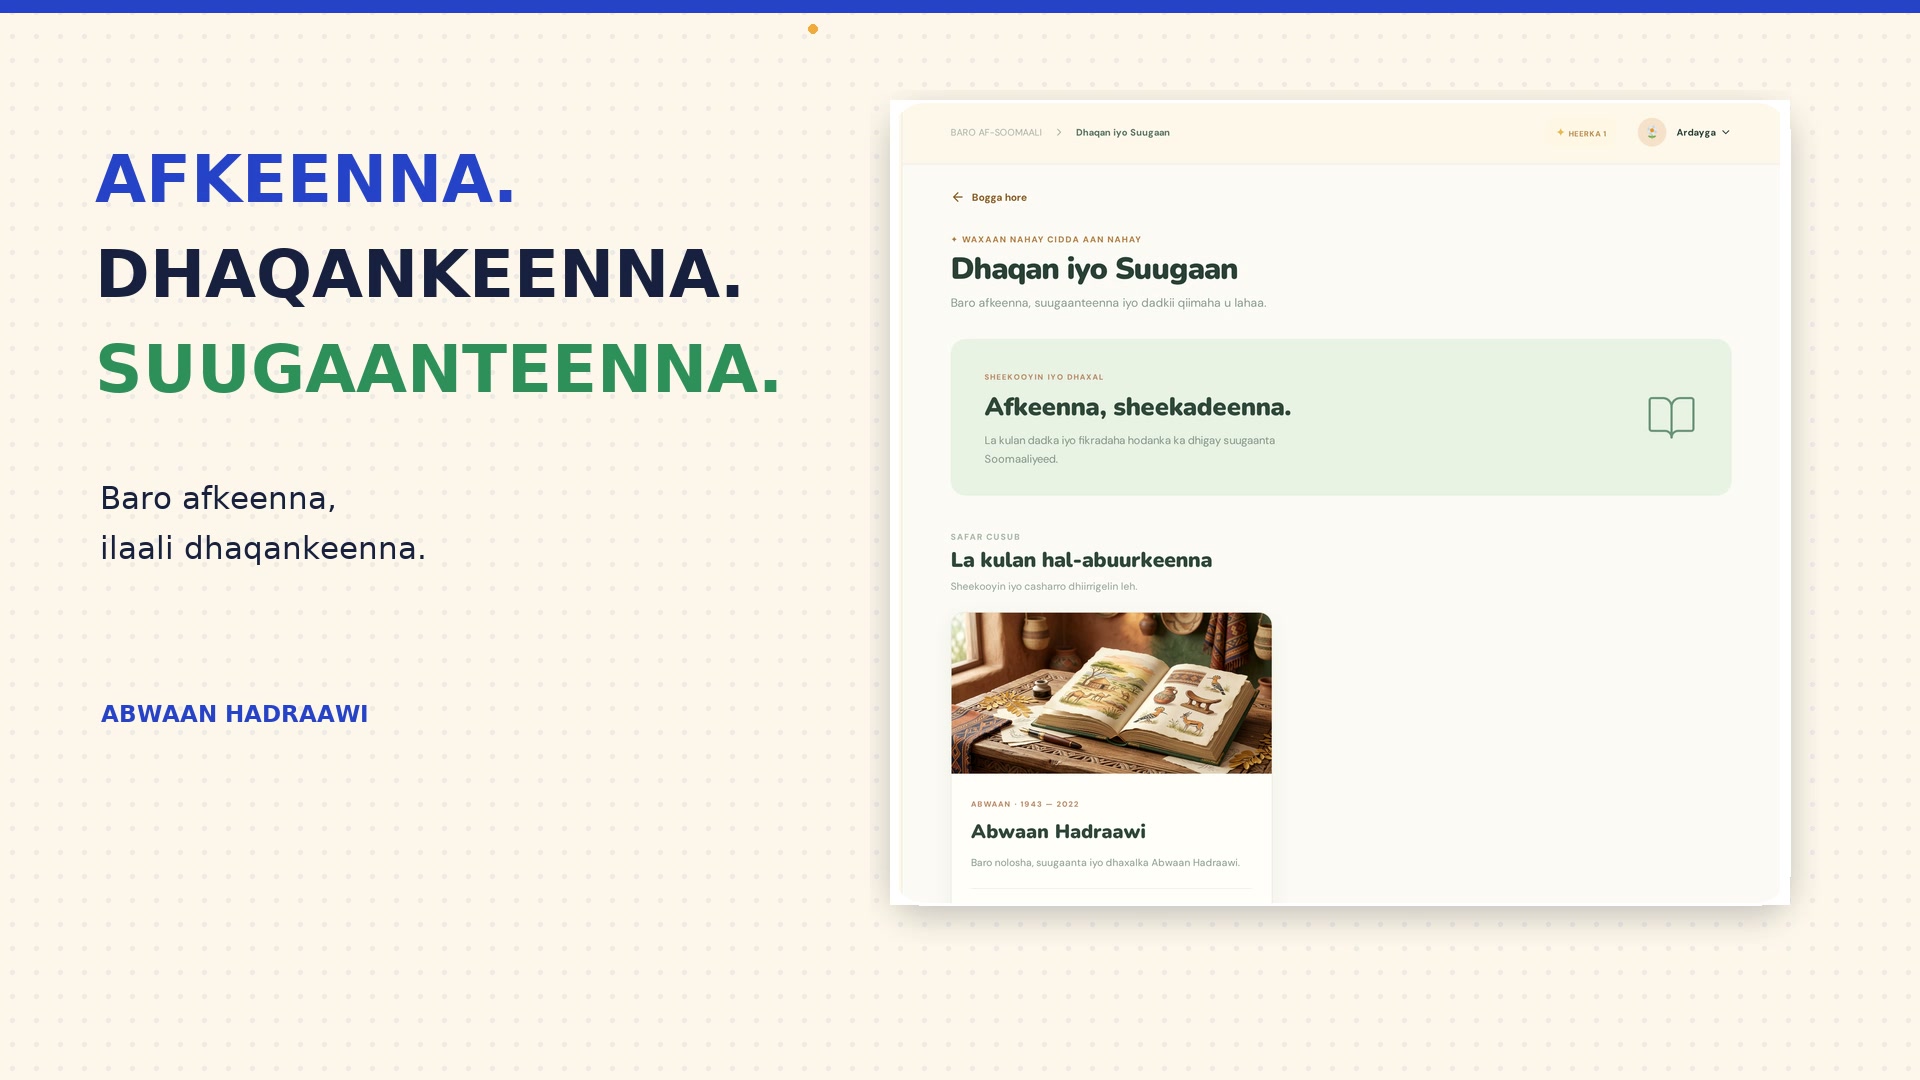 AFKEENNA.
DHAQANKEENNA.
SUUGAANTEENNA.
Baro afkeenna,
ilaali dhaqankeenna.
ABWAAN HADRAAWI
BARO AF-SOOMAALI > Dhaqan iyo Suugaan
HEERKA 1
Ardayga
Bogga hore
WAXAAN NAHAY CIDDA AAN NAHAY
Dhaqan iyo Suugaan
Baro afkeenna, suugaanteenna iyo dadkii qiimaha u lahaa.
SHEEKOOYIN IYO DHAXAL
Afkeenna, sheekadeenna.
La kulan dadka iyo fikradaha hodanka ka dhigay suugaanta
Soomaaliyeed.
SAFAR CUSUB
La kulan hal-abuurkeenna
Sheekooyin iyo casharro dhiirrigelin leh.
ABWAAN · 1943 — 2022
Abwaan Hadraawi
Baro nolosha, suugaanta iyo dhaxalka Abwaan Hadraawi.